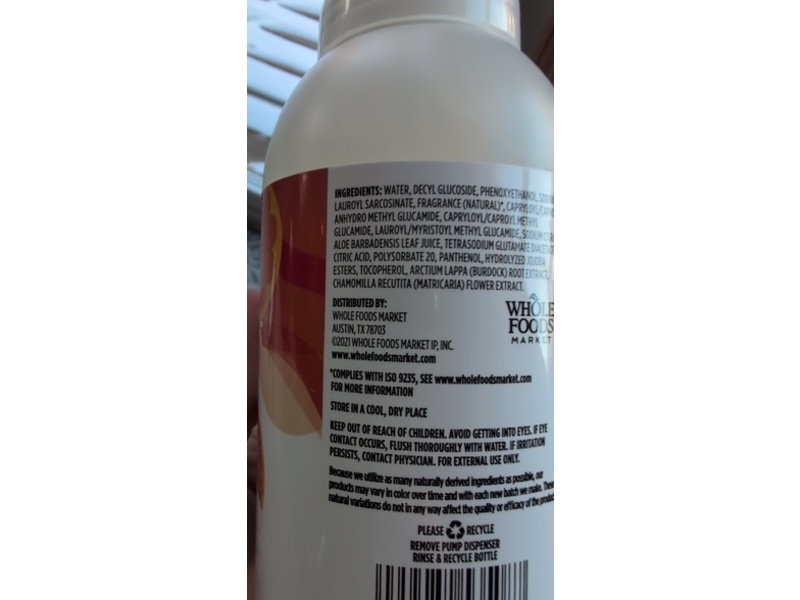 INGREDIENTS: WATER, DECYL GLUCOSIDE, PHENOXYETHANOL,
LAUROYL SARCOSINATE, FRAGRANCE (NATURAL)*,
ANHYDRO METHYL GLUCAMIDE, CAPRYLOYL/CAPROYL METHYL
GLUCAMIDE, LAUROYL/MYRISTOYL METHYL GLUCAMIDE, SODIUM
ALOE BARBADENSIS LEAF JUICE, TETRASODIUM GLUTAMATE
CITRIC ACID, POLYSORBATE 20, PANTHENOL, HYDROLYZED JOJOBA
ESTERS, TOCOPHEROL, ARCTIUM LAPPA (BURDOCK) ROOT EXTRACT,
CHAMOMILLA RECUTITA (MATRICARIA) FLOWER EXTRACT.
DISTRIBUTED BY:
WHOLE FOODS MARKET
AUSTIN, TX 78703
©2021 WHOLE FOODS MARKET IP, INC.
www.wholefoodsmarket.com
WHOLE
FOODS
MARKET
*COMPLIES WITH ISO 9235, SEE www.wholefoodsmarket.com
FOR MORE INFORMATION
STORE IN A COOL, DRY PLACE
KEEP OUT OF REACH OF CHILDREN. AVOID GETTING INTO EYES. IF EYE
CONTACT OCCURS, FLUSH THOROUGHLY WITH WATER. IF IRRITATION
PERSISTS, CONTACT PHYSICIAN. FOR EXTERNAL USE ONLY.
Because we utilize as many naturally derived ingredients as possible, our
products may vary in color over time and with each new batch we make. These
natural variations do not in any way affect the quality or efficacy of the
PLEASE RECYCLE
REMOVE PUMP DISPENSER
RINSE & RECYCLE BOTTLE